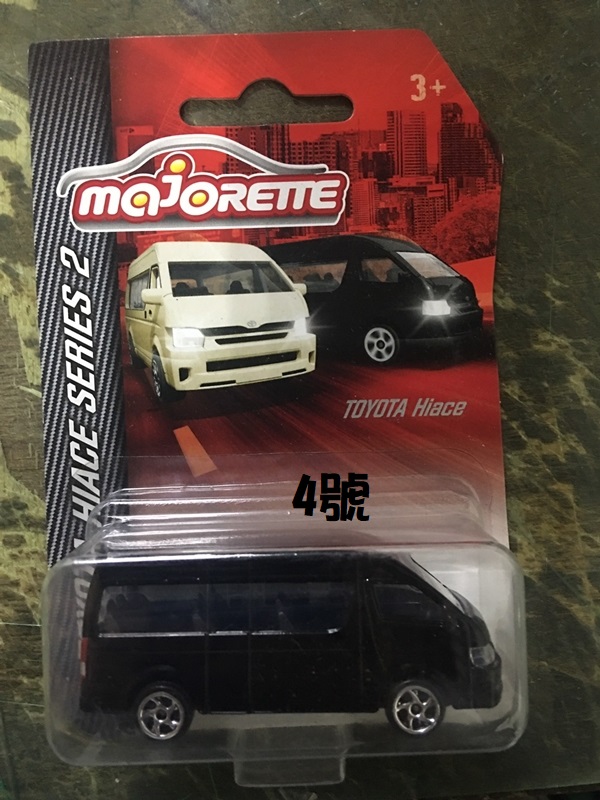 3+
majorette
TOYOTA HIACE SERIES 2
TOYOTA Hiace
4號